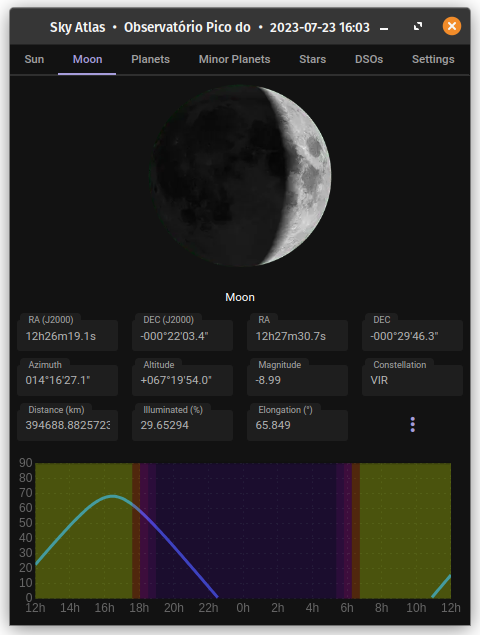 Sky Atlas • Observatório Pico do • 2023-07-23 16:03
Sun Moon Planets Minor Planets Stars DSOs Settings
Moon
RA (J2000) DEC (J2000) RA DEC
12h26m19.1s -000°22'03.4" 12h27m30.7s -000°29'46.3"
Azimuth Altitude Magnitude Constellation
014°16'27.1" +067°19'54.0" -8.99 VIR
Distance (km) Illuminated (%) Elongation (°)
394688.8825723 29.65294 65.849
90
80
70
60
50
40
30
20
10
0
12h 14h 16h 18h 20h 22h 0h 2h 4h 6h 8h 10h 12h